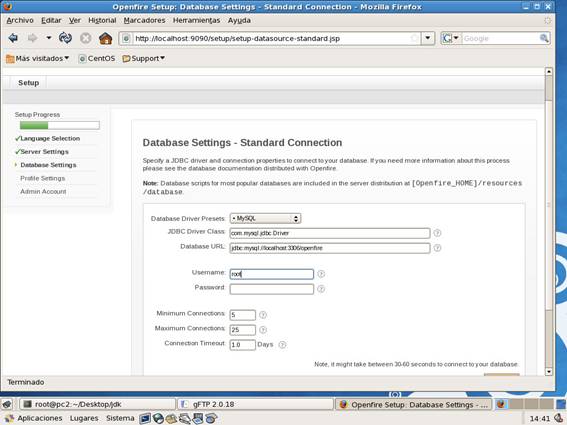 Openfire Setup: Database Settings - Standard Connection - Mozilla Firefox
Archivo Editar Ver Historial Marcadores Herramientas Ayuda
http://localhost:9090/setup/setup-datasource-standard.jsp
Google
Más visitados CentOS Support
Setup
Setup Progress
Language Selection
Server Settings
Database Settings
Profile Settings
Admin Account
Database Settings - Standard Connection
Specify a JDBC driver and connection properties to connect to your database. If you need more information about this process
please see the database documentation distributed with Openfire.
Note: Database scripts for most popular databases are included in the server distribution at [Openfire_HOME]/resources
/database.
Database Driver Presets: • MySQL
JDBC Driver Class: com.mysql.jdbc.Driver
Database URL: jdbc:mysql://localhost:3306/openfire
Username: root
Password:
Minimum Connections: 5
Maximum Connections: 25
Connection Timeout: 1.0 Days
Note, it might take between 30-60 seconds to connect to your database.
Terminado
root@pc2:~/Desktop/jdk
gFTP 2.0.18
Openfire Setup: Database Settings - ...
Aplicaciones Lugares Sistema
14:41